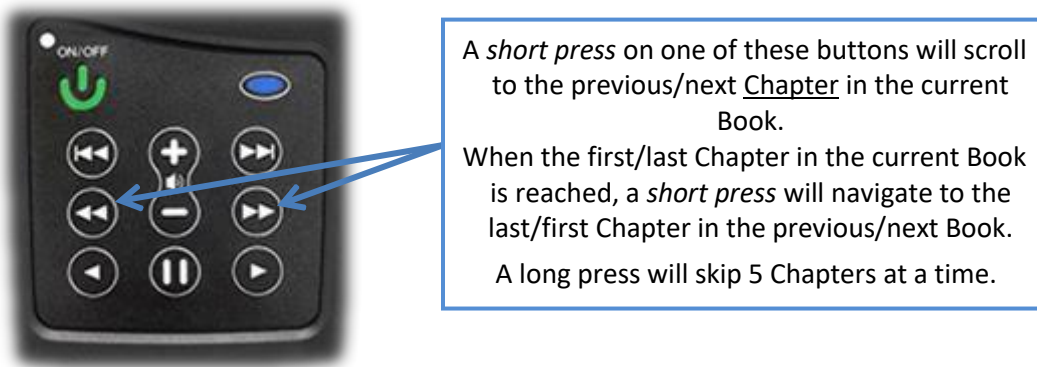 ON/OFF
A short press on one of these buttons will scroll
to the previous/next Chapter in the current
Book.
When the first/last Chapter in the current Book
is reached, a short press will navigate to the
last/first Chapter in the previous/next Book.
A long press will skip 5 Chapters at a time.